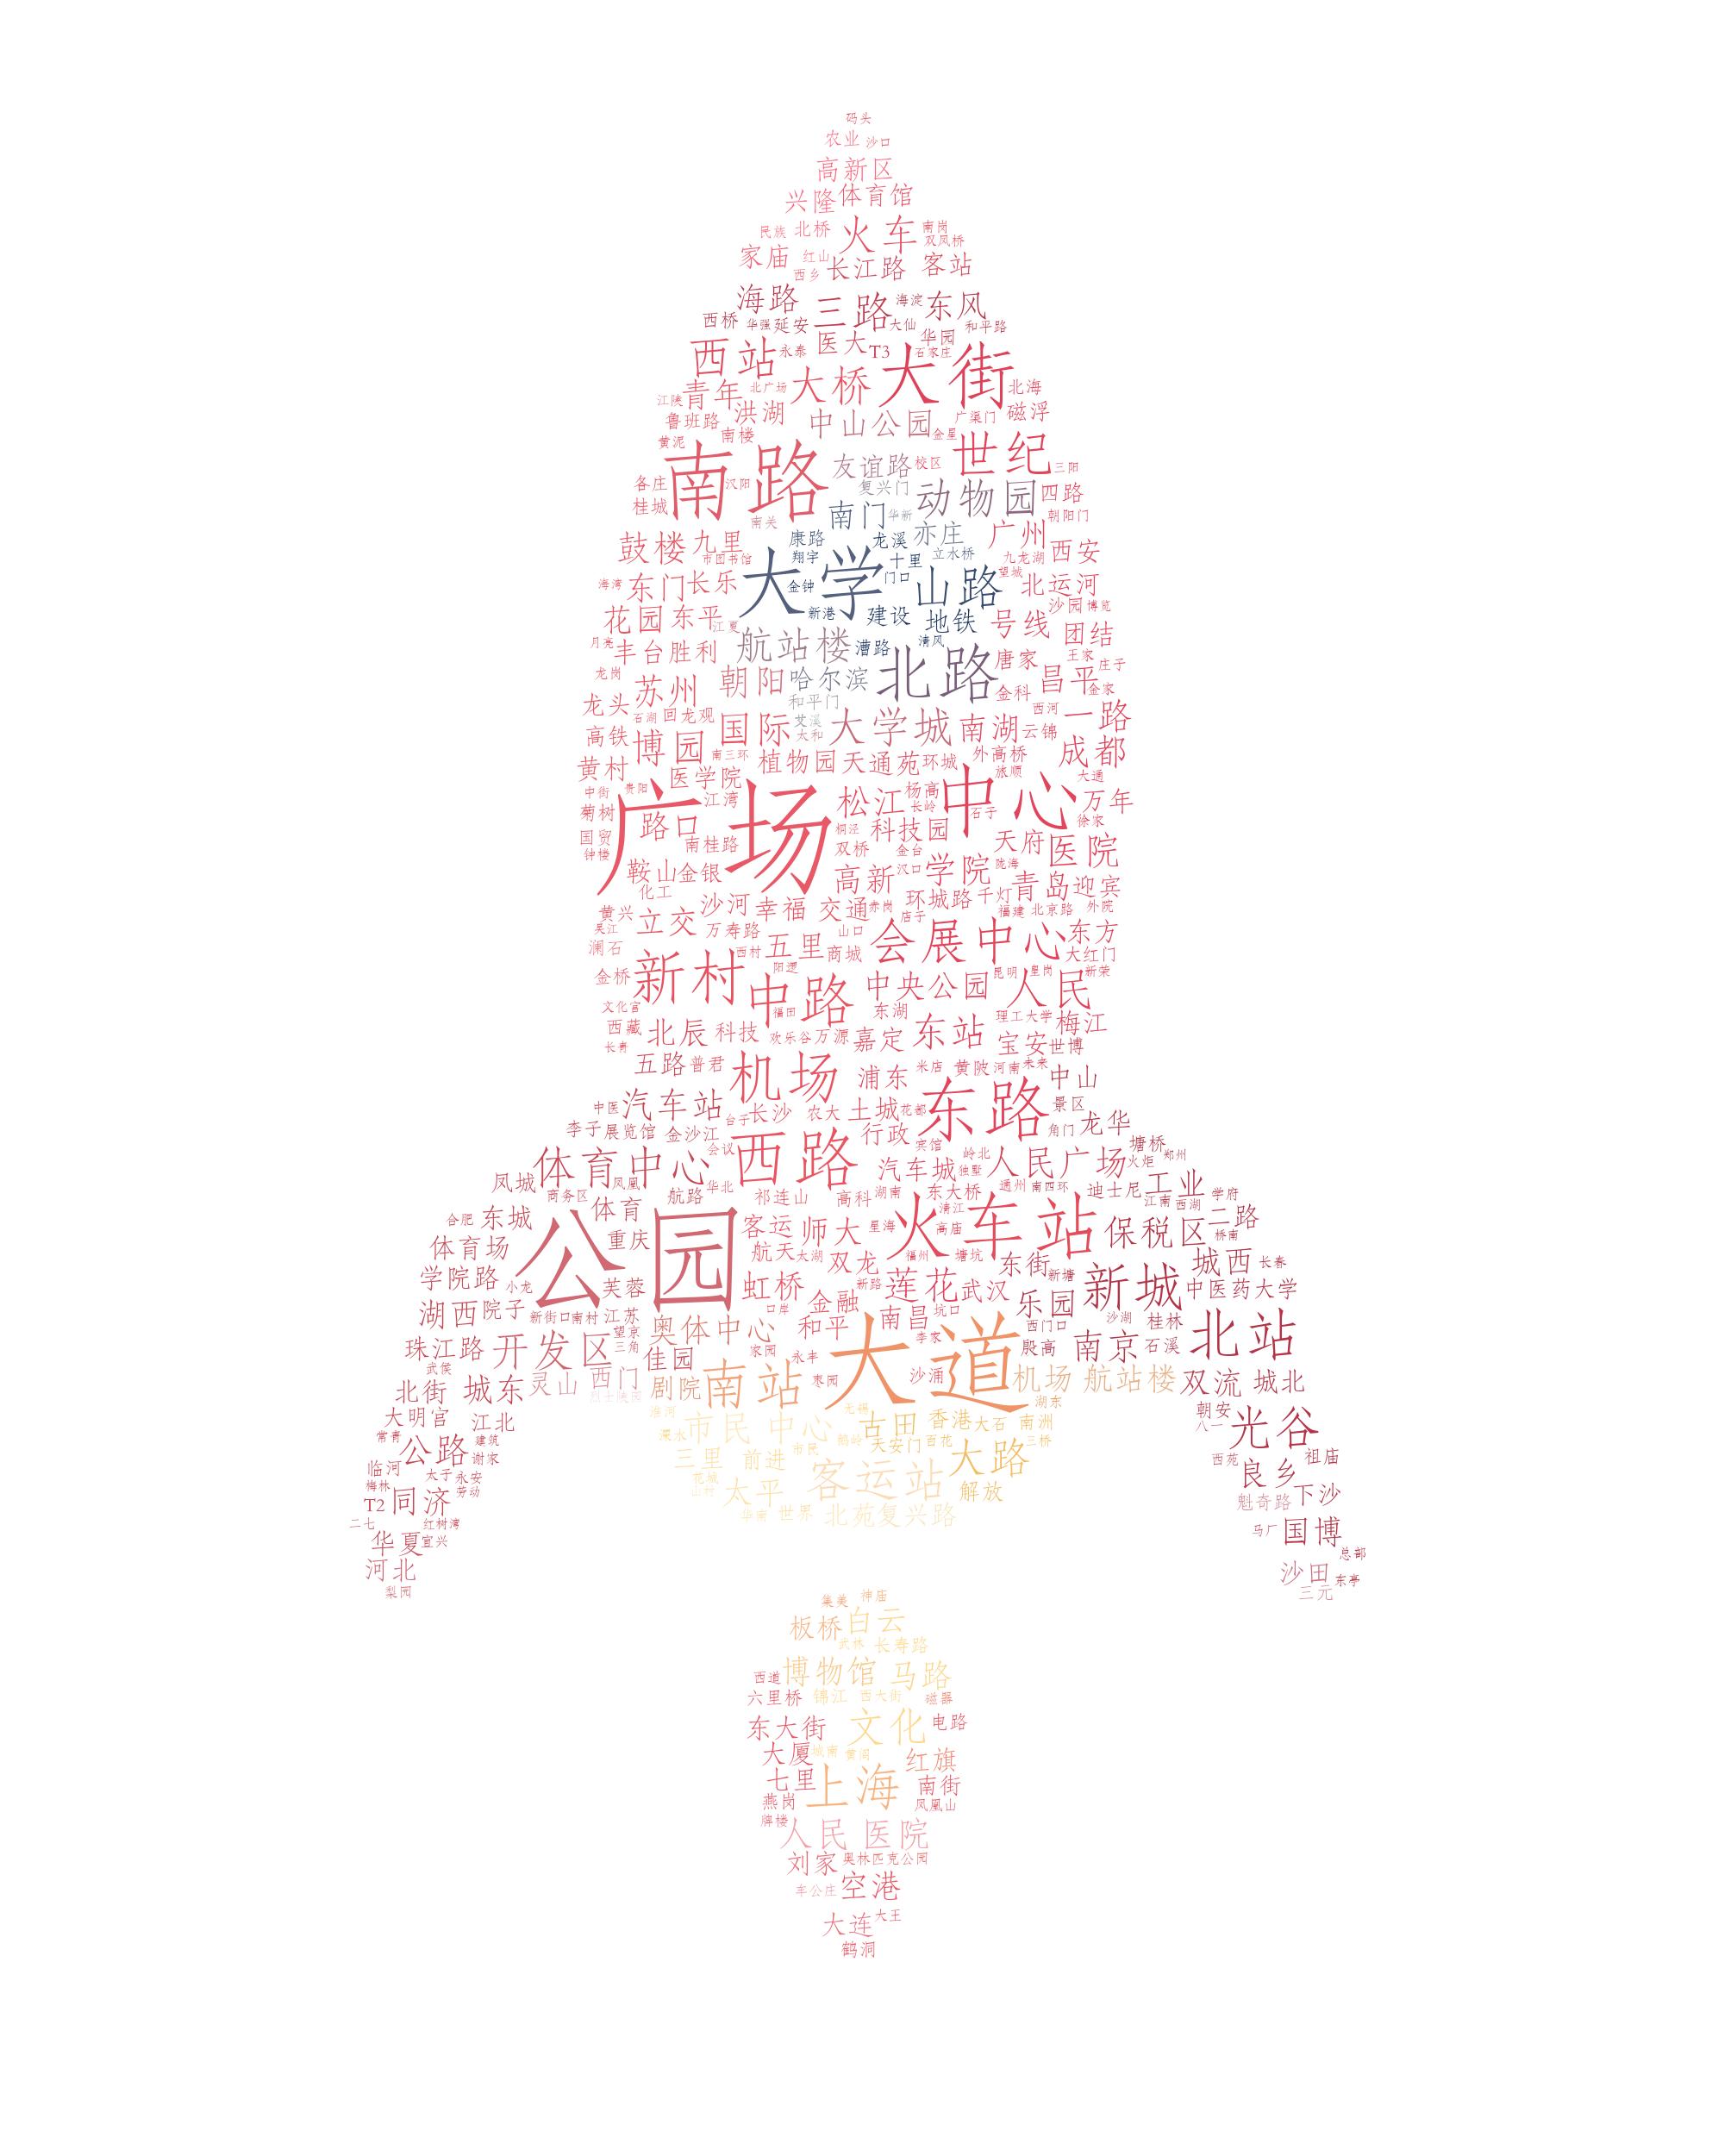 码头
农业 沙口
高新区
兴隆 体育馆
民族 北桥 火车 南岗
双凤桥
家庙 红山 长江路 客站
西乡
海路 三路 海淀 东风
西桥 华强 延安 大仙 和平路
医大 华园
西站 永泰 T3 石家庄
大街
青年 北广场 大桥 北海
江陵 洪湖 中山公园 广渠门 磁浮
鲁班路 南楼 金星
黄泥 世纪
南路 友谊路 校区 三阳
各庄 汉阳 复兴门 动物园 四路
桂城 南门 华新 朝阳门
南关 亦庄 广州
鼓楼 九里 康路 龙溪 西安
市图书馆 翔宇 十里 立水桥 九龙湖
大学 门口 望城
海湾 东门 长乐 金钟 山路 北运河
花园 东平 新港 建设 地铁 号线 沙园 博览
江夏 团结
月亮 丰台 胜利 航站楼 漕路 清风 王家
北路 唐家 庄子
龙岗 苏州 朝阳 哈尔滨 金科 昌平 金家
龙头 和平门 西河
石湖 回龙观 国际 艾溪 大学城 南湖 云锦 一路
高铁 博园 南三环 太和 外高桥 成都
黄村 医学院 植物园 天通苑 环城 旅顺 大通
中街 贵阳 江湾 松江 杨高 中心 万年
菊树 广场 长岭 石子 徐家
国贸 路口 南桂路 桐泾 科技园 天府 医院
钟楼 双桥 金台
鞍山 金银 高新 汉口 学院 陇海 青岛 迎宾
化工 环城路 千灯
黄兴 立交 沙河 幸福 交通 赤岗 庙子 福建 北京路 外院
吴江 万寿路 山口 会展中心 东方
澜石 西村 五里 商城 大红门
金桥 新村 阳逻 中央公园 昆明 星岗 新荣
中路 人民
文化宫 福田 东湖 理工大学 梅江
西藏 北辰 科技 欢乐谷 万源 嘉定 东站 宝安 世博
长青
五路 普君 机场 浦东 米店 黄陂 河南 未来 中山
中医 汽车站 台子 长沙 农大 土城 花都 东路 景区
李子 展览馆 金沙江 行政 角门 龙华
会议 西路 宾馆 岭北 塘桥
体育中心 汽车城 独墅 人民广场 火炬 郑州
凤城 商务区 凤凰 航路 华北 祁连山 高科 湖南 东大桥 通州 南四环 迪士尼 工业 学府
江南 西湖
合肥 东城 体育 客运 师大 星海 清江 火车站 二路
公园 高庙 保税区 桥南
体育场 重庆 航天 太湖 双龙 福州 塘坑 东街 城西 长春
学院路 小龙 芙蓉 虹桥 新路 莲花 武汉 新塘 新城 中医药大学
湖西 院子 口岸 金融 乐园
新街口 南村 江苏 南昌 坑口 沙湖 桂林
望京 奥体中心 和平 西门口 北站
珠江路 开发区 三角 佳园 家园 永丰 李家 大道 殷高 南京 石溪
武侯
北街 城东 灵山 西门 剧院 南站 枣园 沙涌 机场 航站楼 双流 城北
大明宫 江北 无锡 湖东 朝安
常青 建筑 市民 中心 古田 香港 大石 南洲 八一 光谷
公路 谢家 溧水 市民 鹤岭 天安门 百花 三桥
临河 太子 永安 三里 前进 大路 西苑 祖庙
梅林 劳动 花城 客运站 良乡
T2 同济 太平 解放 魁奇路 下沙
二七 红树湾 华南 世界 北苑 复兴路
华夏 宜兴 马厂 国博
河北 总部
沙田 东亭
梨园 三元
集美 神庙
板桥 白云
武林 长寿路
西道 博物馆 马路
六里桥 锦江 西大街 磁器
东大街 文化 电路
大厦 城南 黄阁 红旗
七里 上海 南街
燕岗 凤凰山
牌楼 人民 医院
刘家 奥林匹克公园
车公庄 空港
大连 大王
鹤洞